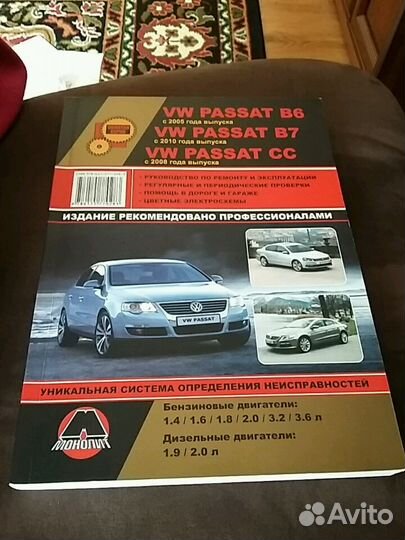 VW PASSAT B6
с 2005 года выпуска
VW PASSAT B7
с 2010 года выпуска
VW PASSAT CC
с 2008 года выпуска
· РУКОВОДСТВО ПО РЕМОНТУ И ЭКСПЛУАТАЦИИ
· РЕГУЛЯРНЫЕ И ПЕРИОДИЧЕСКИЕ ПРОВЕРКИ
· ПОМОЩЬ В ДОРОГЕ И ГАРАЖЕ
· ЦВЕТНЫЕ ЭЛЕКТРОСХЕМЫ
ИЗДАНИЕ РЕКОМЕНДОВАНО ПРОФЕССИОНАЛАМИ
VW PASSAT
УНИКАЛЬНАЯ СИСТЕМА ОПРЕДЕЛЕНИЯ НЕИСПРАВНОСТЕЙ
Бензиновые двигатели:
1.4 / 1.6 / 1.8 / 2.0 / 3.2 / 3.6 л
Дизельные двигатели:
1.9 / 2.0 л
МОНОЛИТ
Avito